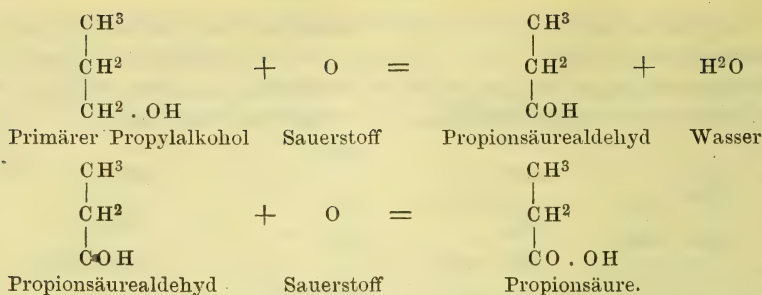 CH³ CH³
CH² + O = CH² + H²O
CH² . OH COH
Primärer Propylalkohol Sauerstoff Propionsäurealdehyd Wasser
CH³ CH³
CH² + O = CH²
COH CO . OH
Propionsäurealdehyd Sauerstoff Propionsäure.